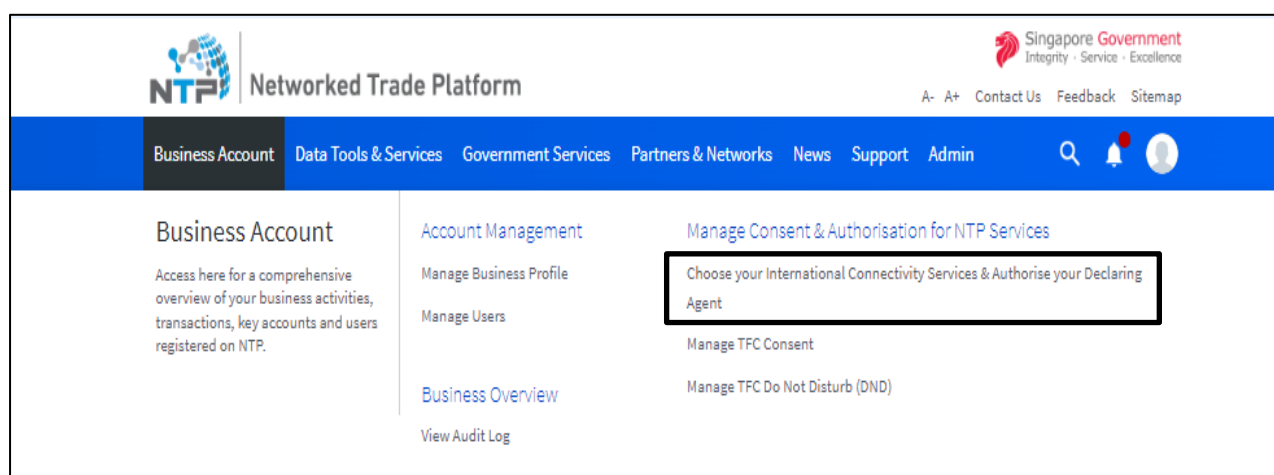 NTP
Networked Trade Platform
Singapore Government
Integrity · Service · Excellence
A- A+ Contact Us Feedback Sitemap
Business Account Data Tools & Services Government Services Partners & Networks News Support Admin
Business Account
Access here for a comprehensive
overview of your business activities,
transactions, key accounts and users
registered on NTP.
Account Management
Manage Business Profile
Manage Users
Business Overview
View Audit Log
Manage Consent & Authorisation for NTP Services
Choose your International Connectivity Services & Authorise your Declaring
Agent
Manage TFC Consent
Manage TFC Do Not Disturb (DND)